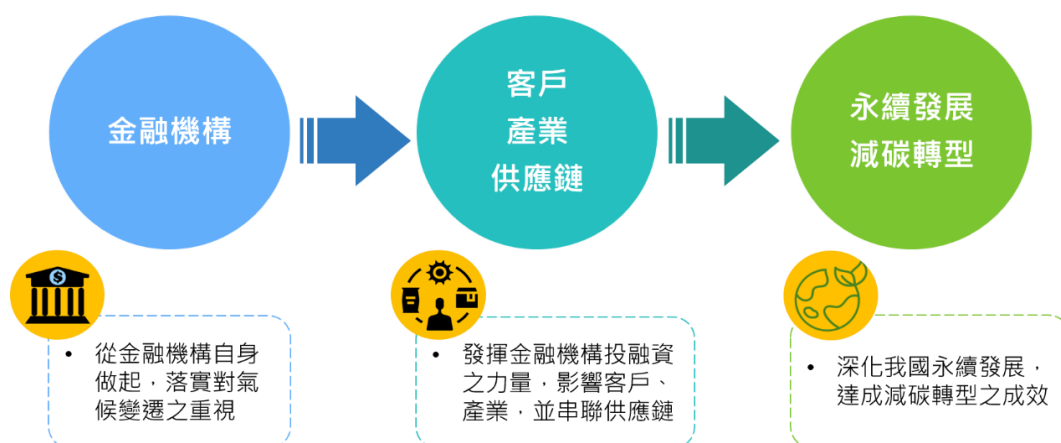 金融機構
客戶
產業
供應鏈
永續發展
減碳轉型
$
• 從金融機構自身
做起，落實對氣
候變遷之重視
• 發揮金融機構投融資
之力量，影響客戶、
產業，並串聯供應鏈
• 深化我國永續發展，
達成減碳轉型之成效